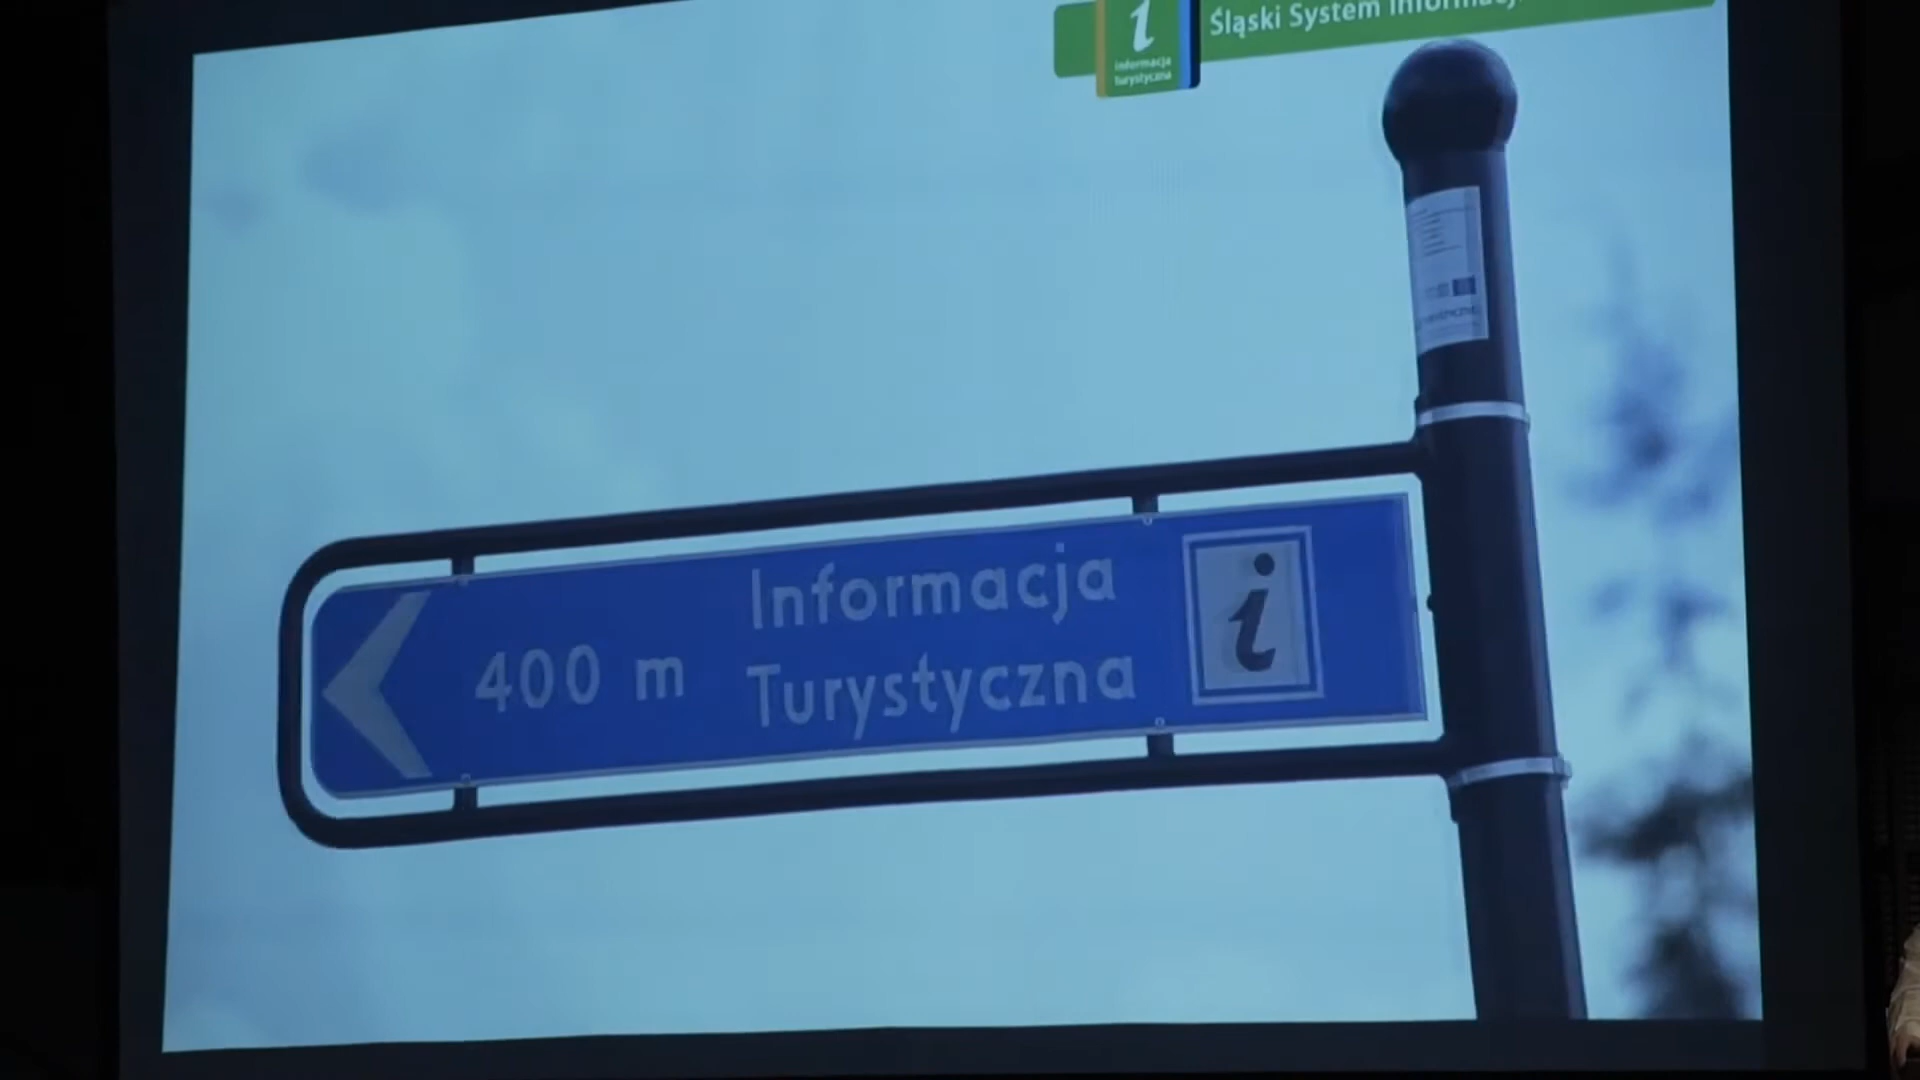 i
informacja
turystyczna
Śląski System Informacji
400 m
Informacja
Turystyczna
i